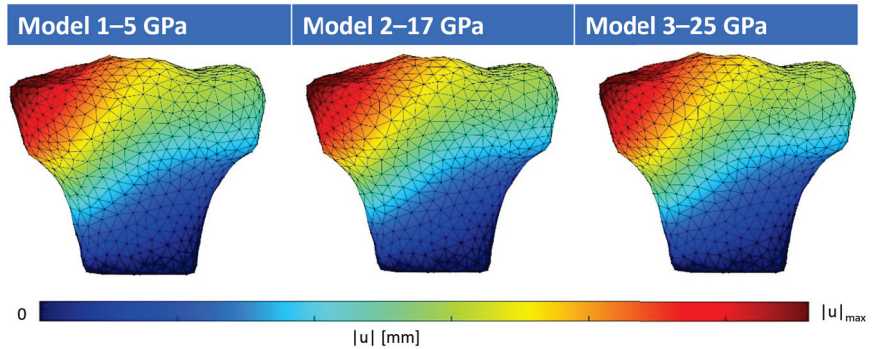 Model 1–5 GPa
Model 2–17 GPa
Model 3–25 GPa
0
|u|max
|u| [mm]